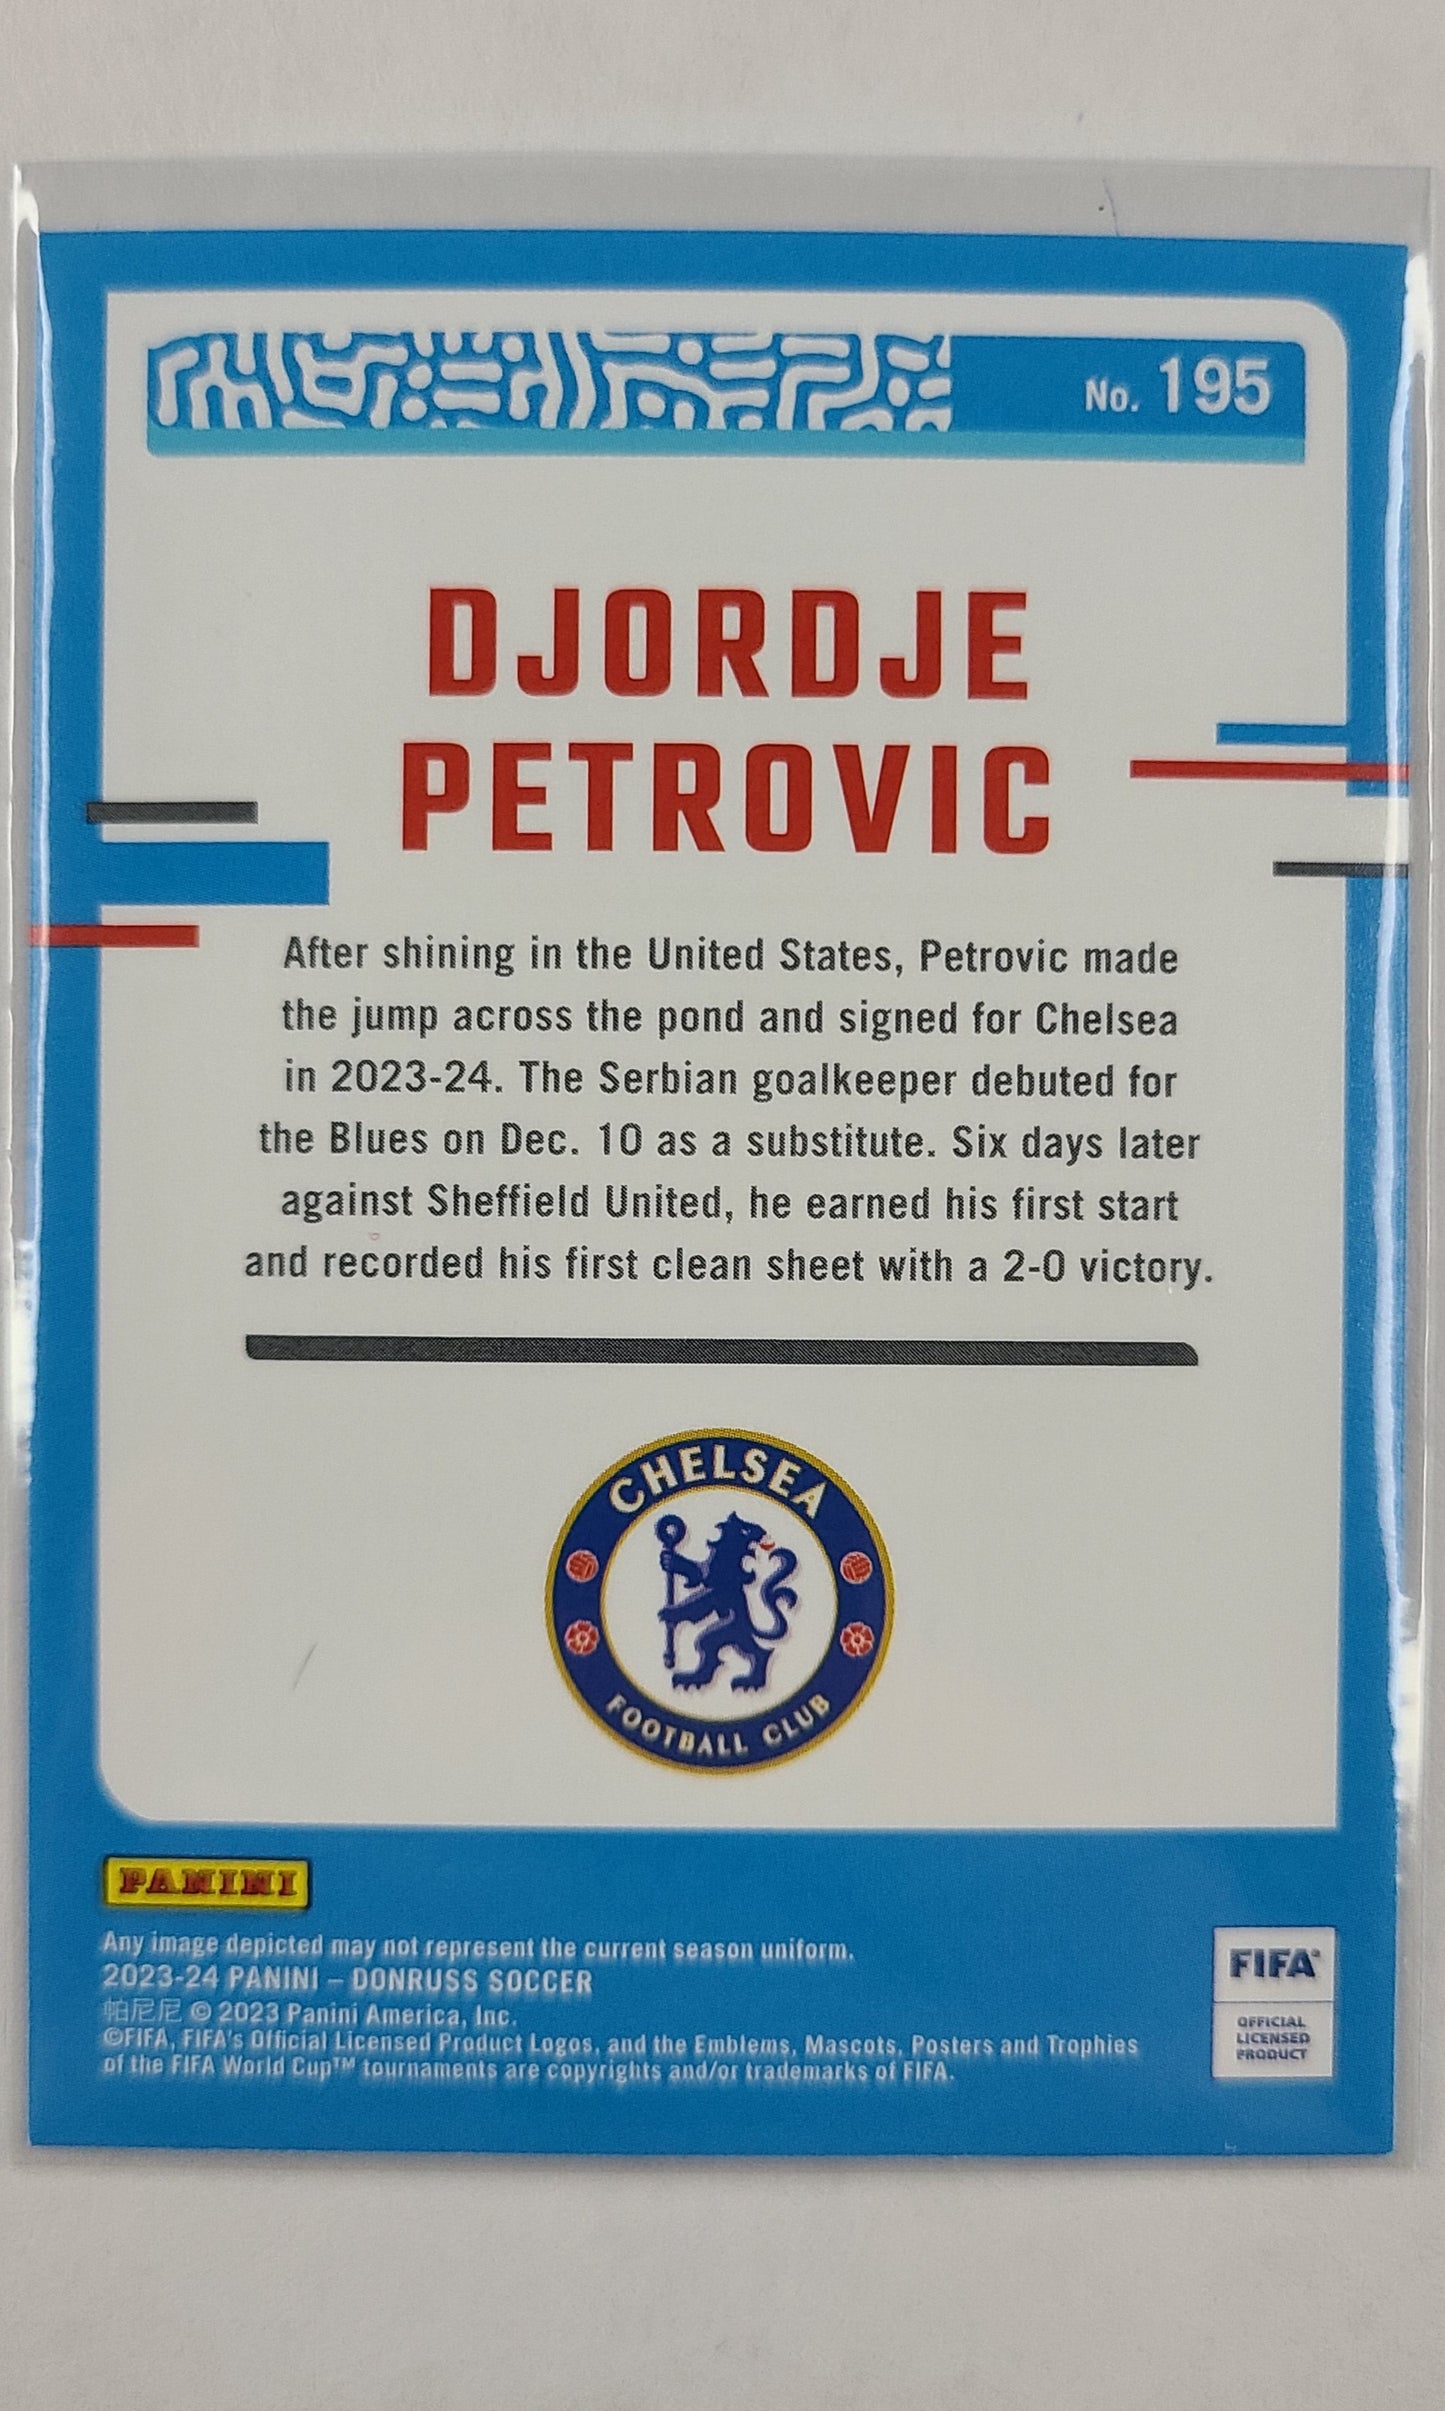 No. 195
DJORDJE
PETROVIC
After shining in the United States, Petrovic made
the jump across the pond and signed for Chelsea
in 2023-24. The Serbian goalkeeper debuted for
the Blues on Dec. 10 as a substitute. Six days later
against Sheffield United, he earned his first start
and recorded his first clean sheet with a 2-0 victory.
CHELSEA
FOOTBALL CLUB
PANINI
Any image depicted may not represent the current season uniform.
2023-24 PANINI – DONRUSS SOCCER
帕尼尼 © 2023 Panini America, Inc.
©FIFA, FIFA's Official Licensed Product Logos, and the Emblems, Mascots, Posters and Trophies
of the FIFA World Cup™ tournaments are copyrights and/or trademarks of FIFA.
FIFA®
OFFICIAL
LICENSED
PRODUCT